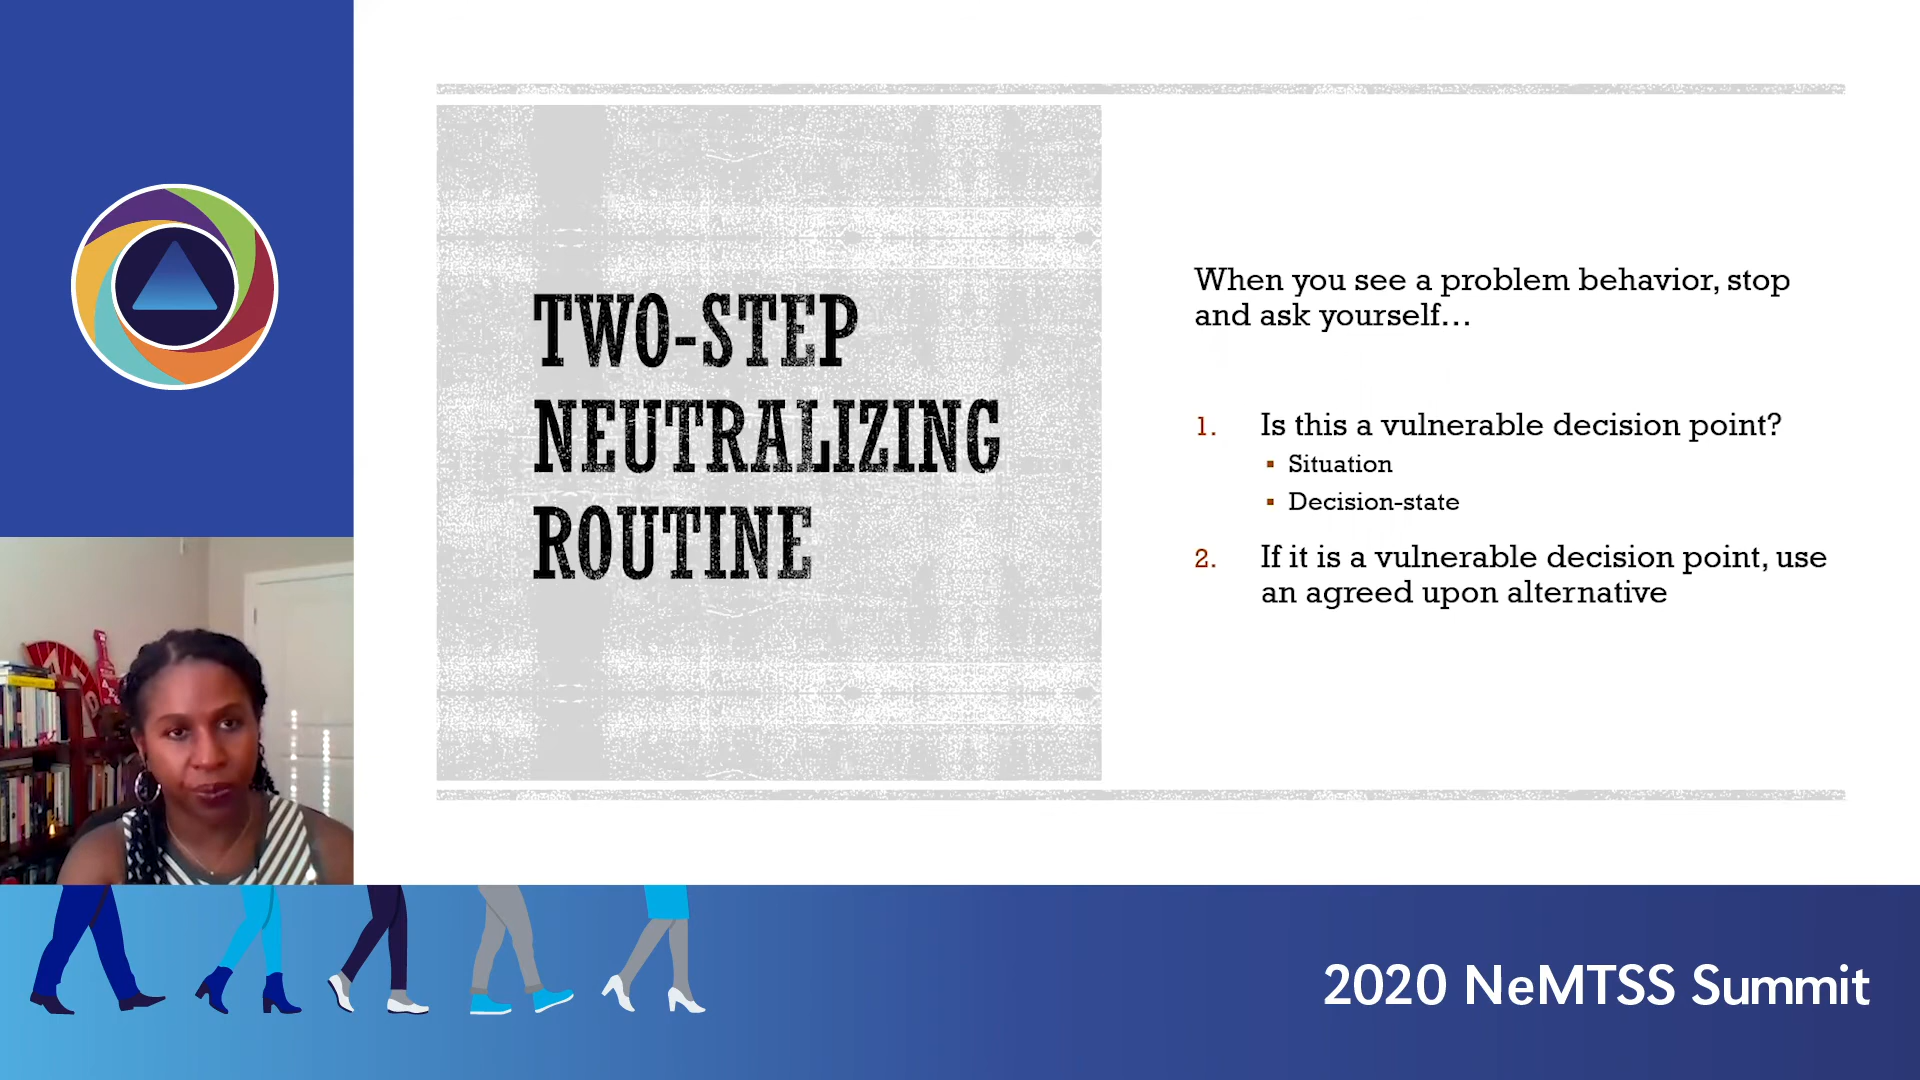 TWO-STEP
NEUTRALIZING
ROUTINE
When you see a problem behavior, stop
and ask yourself...
1. Is this a vulnerable decision point?
▪ Situation
▪ Decision-state
2. If it is a vulnerable decision point, use
an agreed upon alternative
2020 NeMTSS Summit